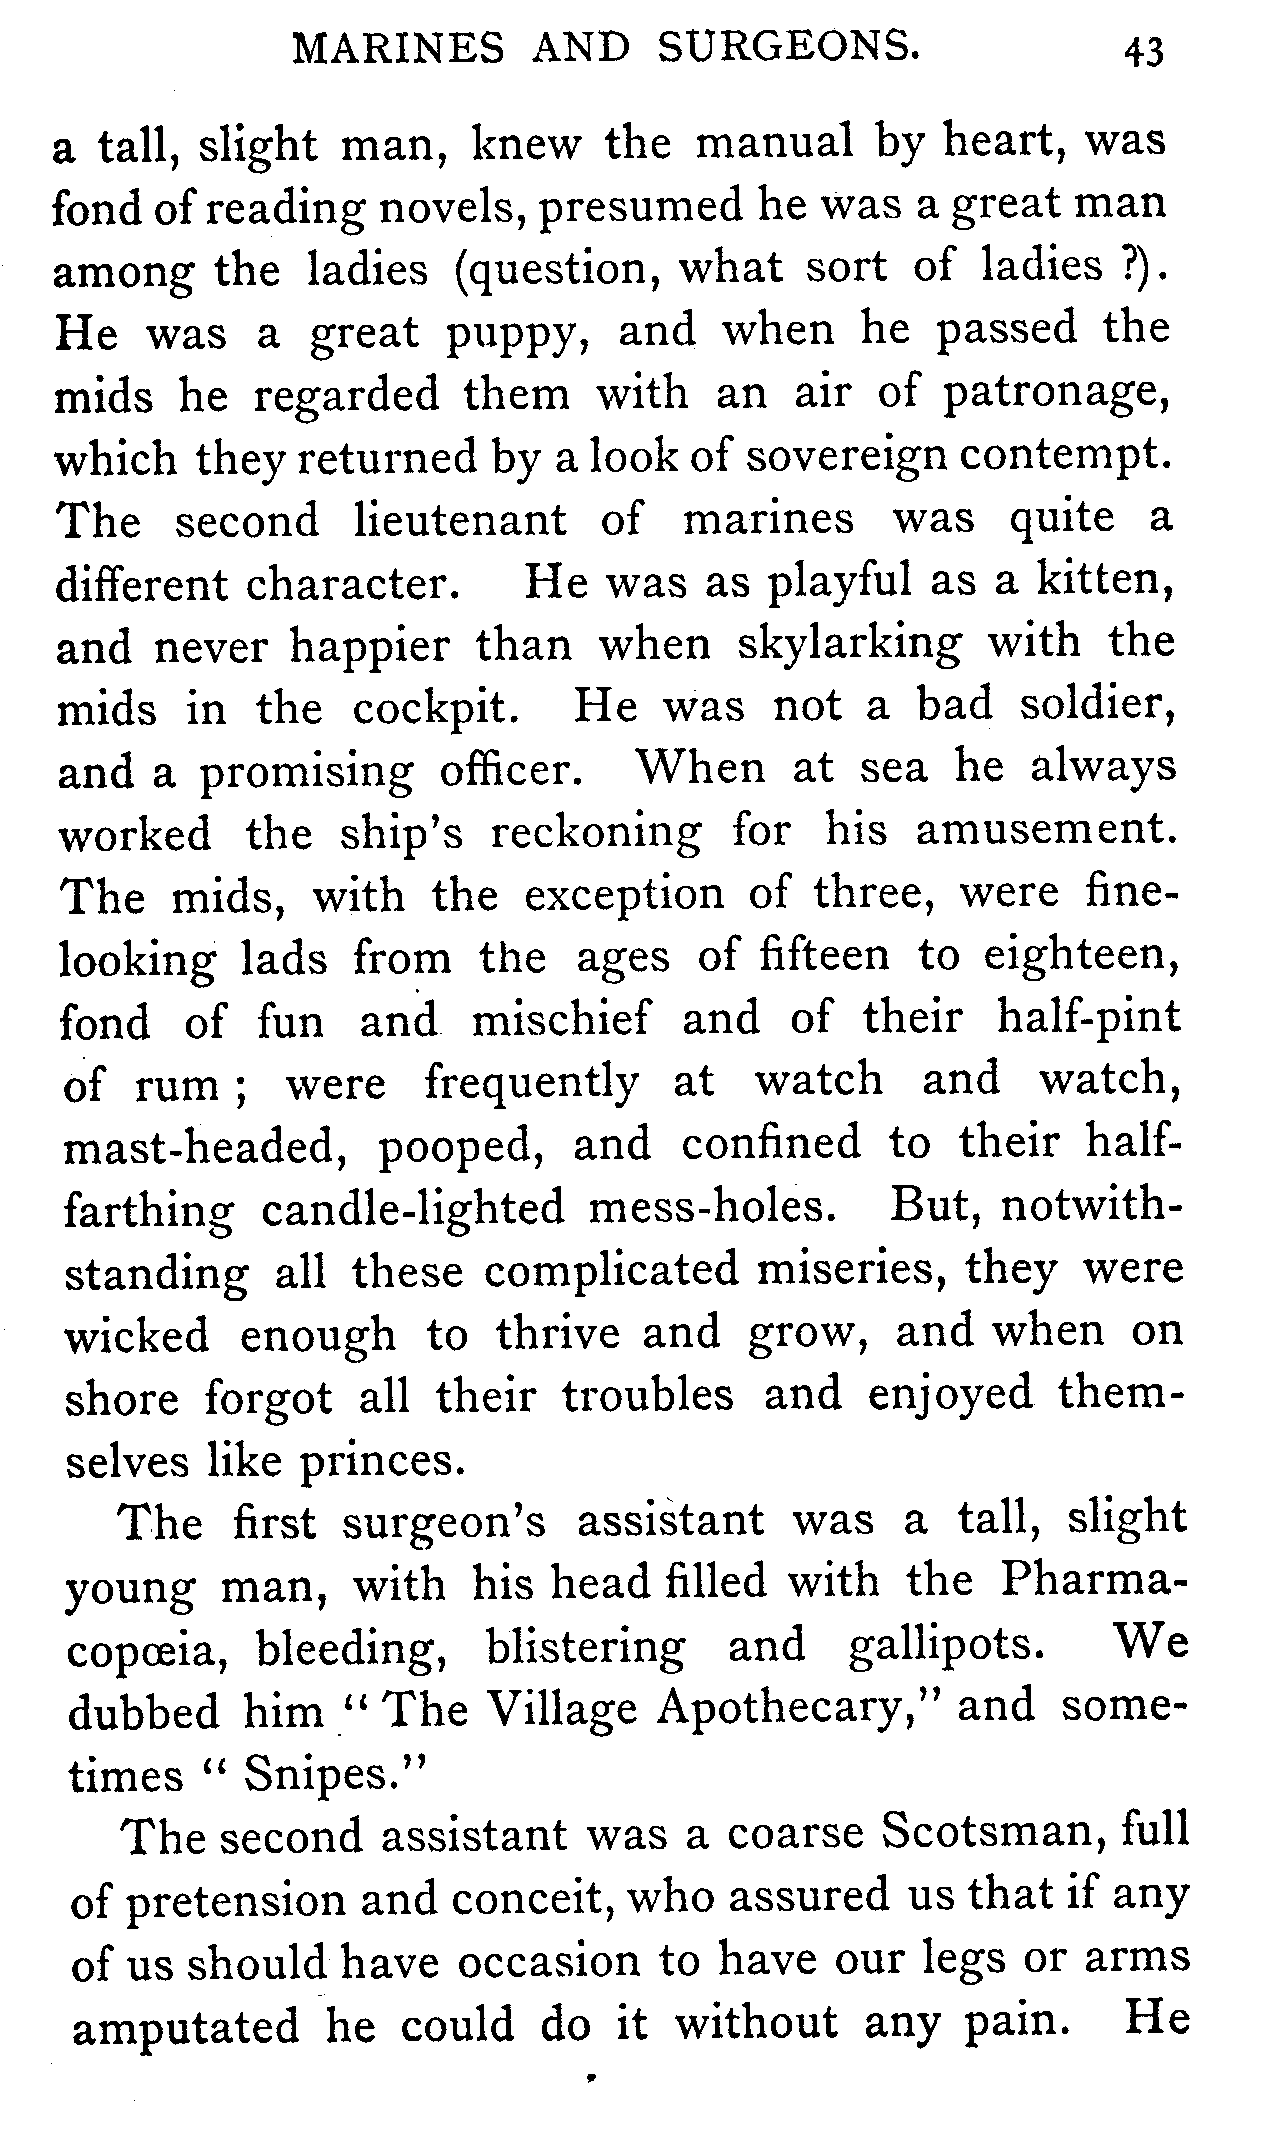 MARINES AND SURGEONS. 43
a tall, slight man, knew the manual by heart, was
fond of reading novels, presumed he was a great man
among the ladies (question, what sort of ladies ?).
He was a great puppy, and when he passed the
mids he regarded them with an air of patronage,
which they returned by a look of sovereign contempt.
The second lieutenant of marines was quite a
different character. He was as playful as a kitten,
and never happier than when skylarking with the
mids in the cockpit. He was not a bad soldier,
and a promising officer. When at sea he always
worked the ship's reckoning for his amusement.
The mids, with the exception of three, were fine-
looking lads from the ages of fifteen to eighteen,
fond of fun and mischief and of their half-pint
of rum ; were frequently at watch and watch,
mast-headed, pooped, and confined to their half-
farthing candle-lighted mess-holes. But, notwith-
standing all these complicated miseries, they were
wicked enough to thrive and grow, and when on
shore forgot all their troubles and enjoyed them-
selves like princes.
The first surgeon's assistant was a tall, slight
young man, with his head filled with the Pharma-
copœia, bleeding, blistering and gallipots. We
dubbed him “ The Village Apothecary,” and some-
times “ Snipes.”
The second assistant was a coarse Scotsman, full
of pretension and conceit, who assured us that if any
of us should have occasion to have our legs or arms
amputated he could do it without any pain. He